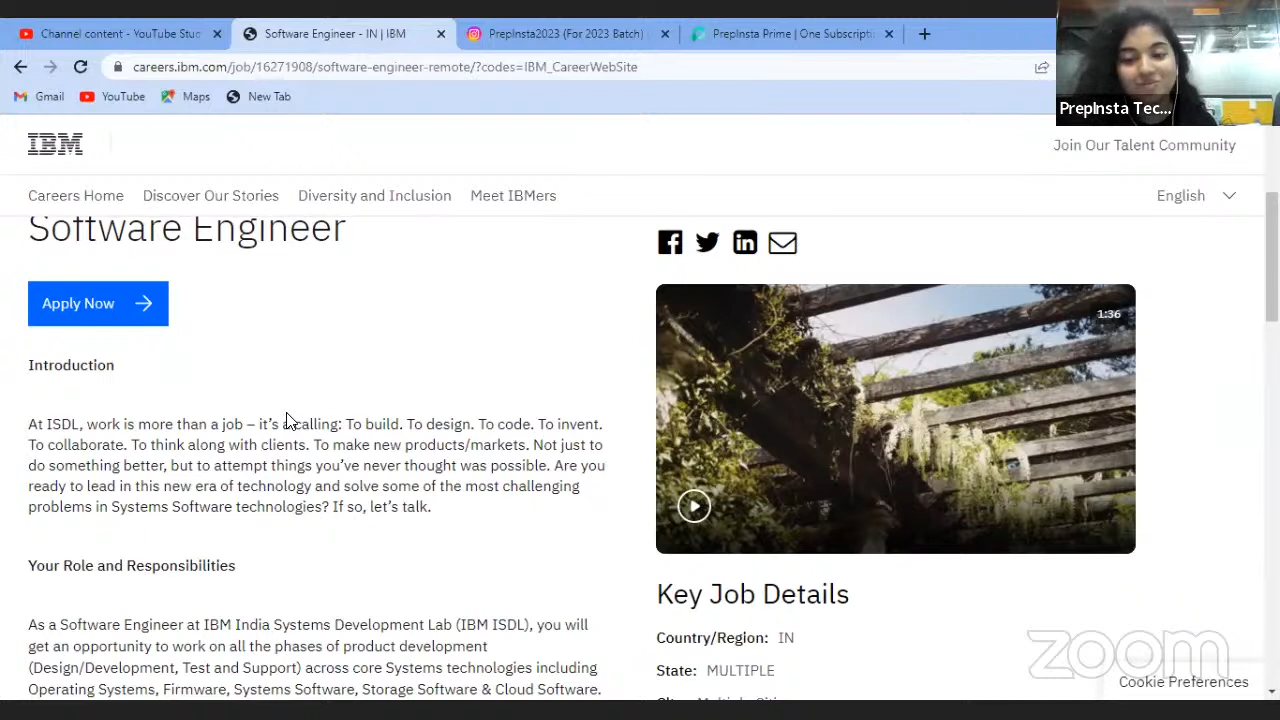 Channel content - YouTube Stu
Software Engineer - IN | IBM
PrepInsta2023 (For 2023 Batch)
PrepInsta Prime | One Subscripti
careers.ibm.com/job/16271908/software-engineer-remote/?codes=IBM_CareerWebSite
Gmail
YouTube
Maps
New Tab
PrepInsta Tec...
IBM
Join Our Talent Community
Careers Home
Discover Our Stories
Diversity and Inclusion
Meet IBMers
English
Software Engineer
Apply Now
Introduction
At ISDL, work is more than a job – it's a calling: To build. To design. To code. To invent.
To collaborate. To think along with clients. To make new products/markets. Not just to
do something better, but to attempt things you've never thought was possible. Are you
ready to lead in this new era of technology and solve some of the most challenging
problems in Systems Software technologies? If so, let's talk.
Your Role and Responsibilities
As a Software Engineer at IBM India Systems Development Lab (IBM ISDL), you will
get an opportunity to work on all the phases of product development
(Design/Development, Test and Support) across core Systems technologies including
Operating Systems, Firmware, Systems Software, Storage Software & Cloud Software.
1:36
Key Job Details
Country/Region: IN
State: MULTIPLE
zoom
Cookie Preferences